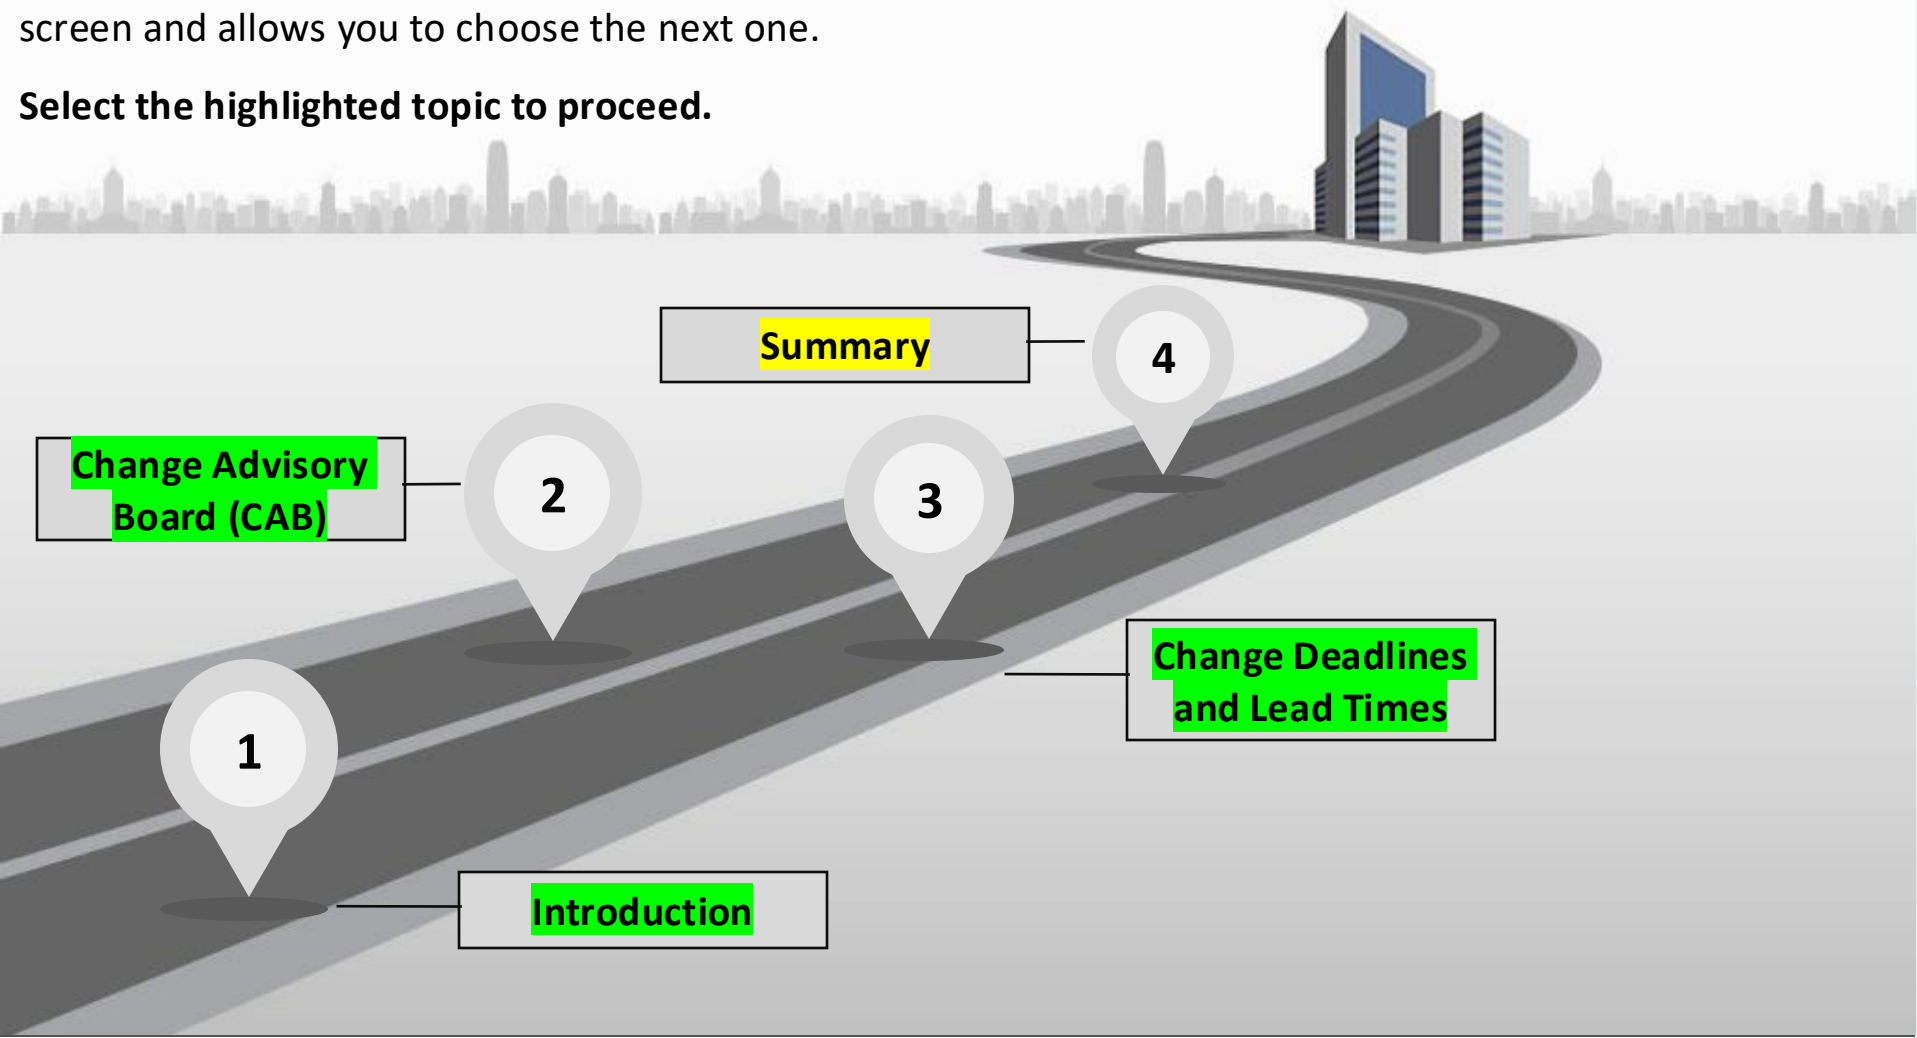 screen and allows you to choose the next one.
Select the highlighted topic to proceed.
Summary
4
Change Advisory
Board (CAB)
2
3
Change Deadlines
and Lead Times
1
Introduction